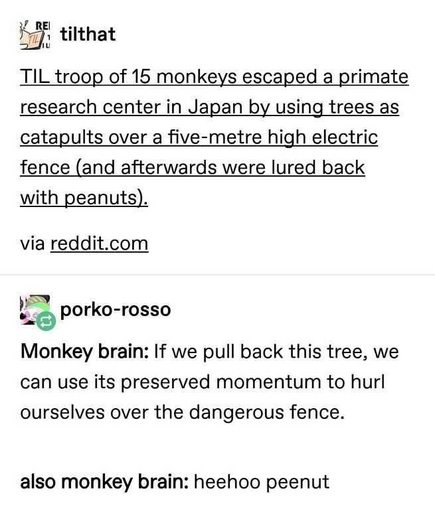 tilthat
TIL troop of 15 monkeys escaped a primate
research center in Japan by using trees as
catapults over a five-metre high electric
fence (and afterwards were lured back
with peanuts).
via reddit.com
porko-rosso
Monkey brain: If we pull back this tree, we
can use its preserved momentum to hurl
ourselves over the dangerous fence.
also monkey brain: heehoo peenut